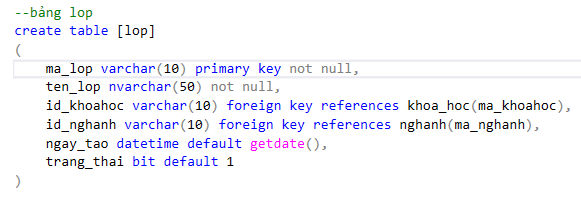 --bảng lop
create table [lop]
(
ma_lop varchar(10) primary key not null,
ten_lop nvarchar(50) not null,
id_khoahoc varchar(10) foreign key references khoa_hoc(ma_khoahoc),
id_nghanh varchar(10) foreign key references nghanh(ma_nghanh),
ngay_tao datetime default getdate(),
trang_thai bit default 1
)